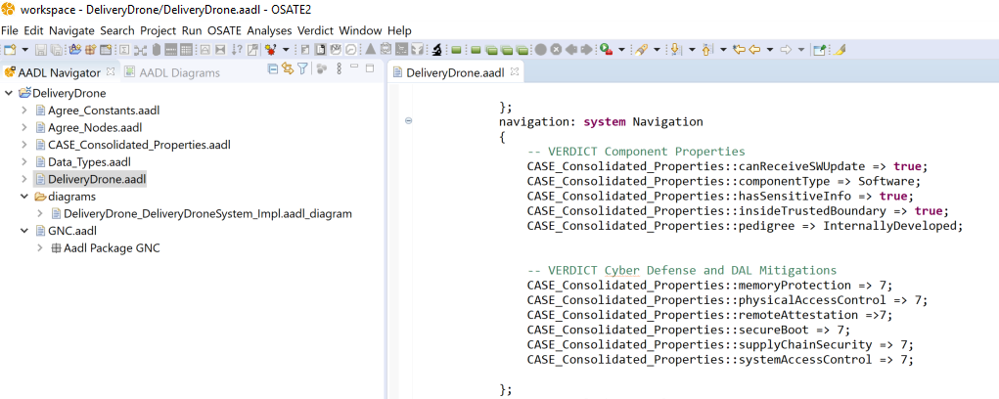 workspace - DeliveryDrone/DeliveryDrone.aadl - OSATE2
File Edit Navigate Search Project Run OSATE Analyses Verdict Window Help
AADL Navigator
AADL Diagrams
DeliveryDrone
Agree_Constants.aadl
Agree_Nodes.aadl
CASE_Consolidated_Properties.aadl
Data_Types.aadl
DeliveryDrone.aadl
diagrams
DeliveryDrone_DeliveryDroneSystem_Impl.aadl_diagram
GNC.aadl
Aadl Package GNC
DeliveryDrone.aadl
};
navigation: system Navigation
{
-- VERDICT Component Properties
CASE_Consolidated_Properties::canReceiveSWUpdate => true;
CASE_Consolidated_Properties::componentType => Software;
CASE_Consolidated_Properties::hasSensitiveInfo => true;
CASE_Consolidated_Properties::insideTrustedBoundary => true;
CASE_Consolidated_Properties::pedigree => InternallyDeveloped;
-- VERDICT Cyber Defense and DAL Mitigations
CASE_Consolidated_Properties::memoryProtection => 7;
CASE_Consolidated_Properties::physicalAccessControl => 7;
CASE_Consolidated_Properties::remoteAttestation =>7;
CASE_Consolidated_Properties::secureBoot => 7;
CASE_Consolidated_Properties::supplyChainSecurity => 7;
CASE_Consolidated_Properties::systemAccessControl => 7;
};